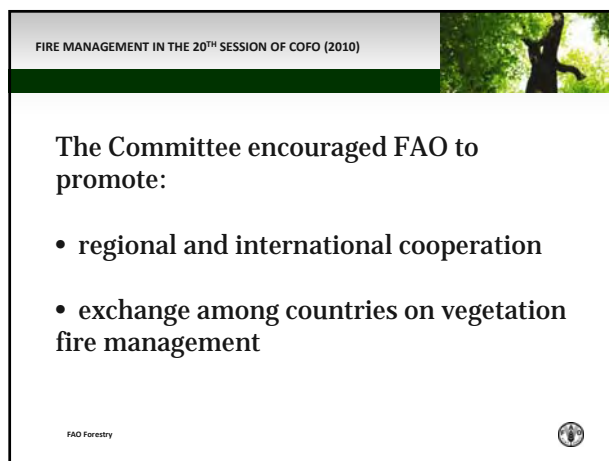 FIRE MANAGEMENT IN THE 20TH SESSION OF COFO (2010)
The Committee encouraged FAO to
promote:
• regional and international cooperation
• exchange among countries on vegetation
fire management
FAO Forestry